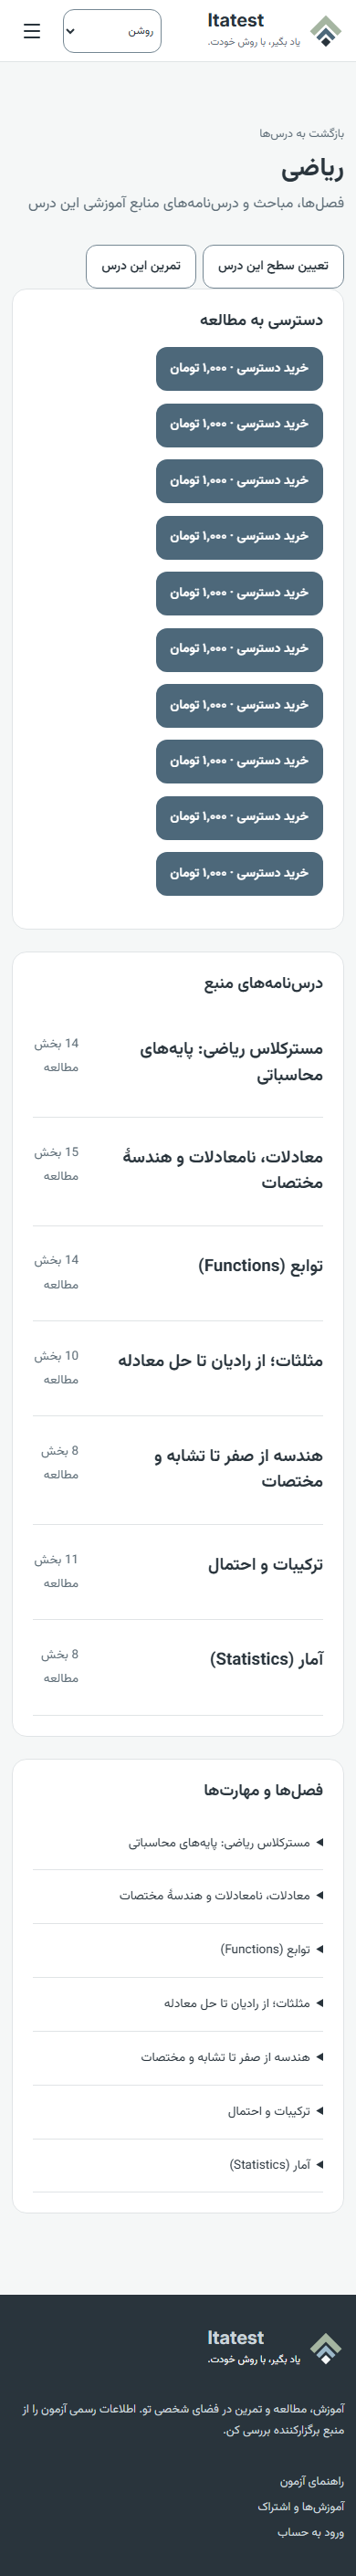 Itatest
یاد بگیر، با روش خودت.
روشن
بازگشت به درس‌ها
ریاضی
فصل‌ها، مباحث و درس‌نامه‌های منابع آموزشی این درس
تعیین سطح این درس
تمرین این درس
دسترسی به مطالعه
خرید دسترسی · ۱٬۰۰۰ تومان
خرید دسترسی · ۱٬۰۰۰ تومان
خرید دسترسی · ۱٬۰۰۰ تومان
خرید دسترسی · ۱٬۰۰۰ تومان
خرید دسترسی · ۱٬۰۰۰ تومان
خرید دسترسی · ۱٬۰۰۰ تومان
خرید دسترسی · ۱٬۰۰۰ تومان
خرید دسترسی · ۱٬۰۰۰ تومان
خرید دسترسی · ۱٬۰۰۰ تومان
خرید دسترسی · ۱٬۰۰۰ تومان
درس‌نامه‌های منبع
مسترکلاس ریاضی: پایه‌های
محاسباتی
14 بخش
مطالعه
معادلات، نامعادلات و هندسهٔ
مختصات
15 بخش
مطالعه
توابع (Functions)
14 بخش
مطالعه
مثلثات؛ از رادیان تا حل معادله
10 بخش
مطالعه
هندسه از صفر تا تشابه و
مختصات
8 بخش
مطالعه
ترکیبات و احتمال
11 بخش
مطالعه
آمار (Statistics)
8 بخش
مطالعه
فصل‌ها و مهارت‌ها
مسترکلاس ریاضی: پایه‌های محاسباتی
معادلات، نامعادلات و هندسهٔ مختصات
توابع (Functions)
مثلثات؛ از رادیان تا حل معادله
هندسه از صفر تا تشابه و مختصات
ترکیبات و احتمال
آمار (Statistics)
Itatest
یاد بگیر، با روش خودت.
آموزش، مطالعه و تمرین در فضای شخصی تو. اطلاعات رسمی آزمون را از
منبع برگزارکننده بررسی کن.
راهنمای آزمون
آموزش‌ها و اشتراک
ورود به حساب